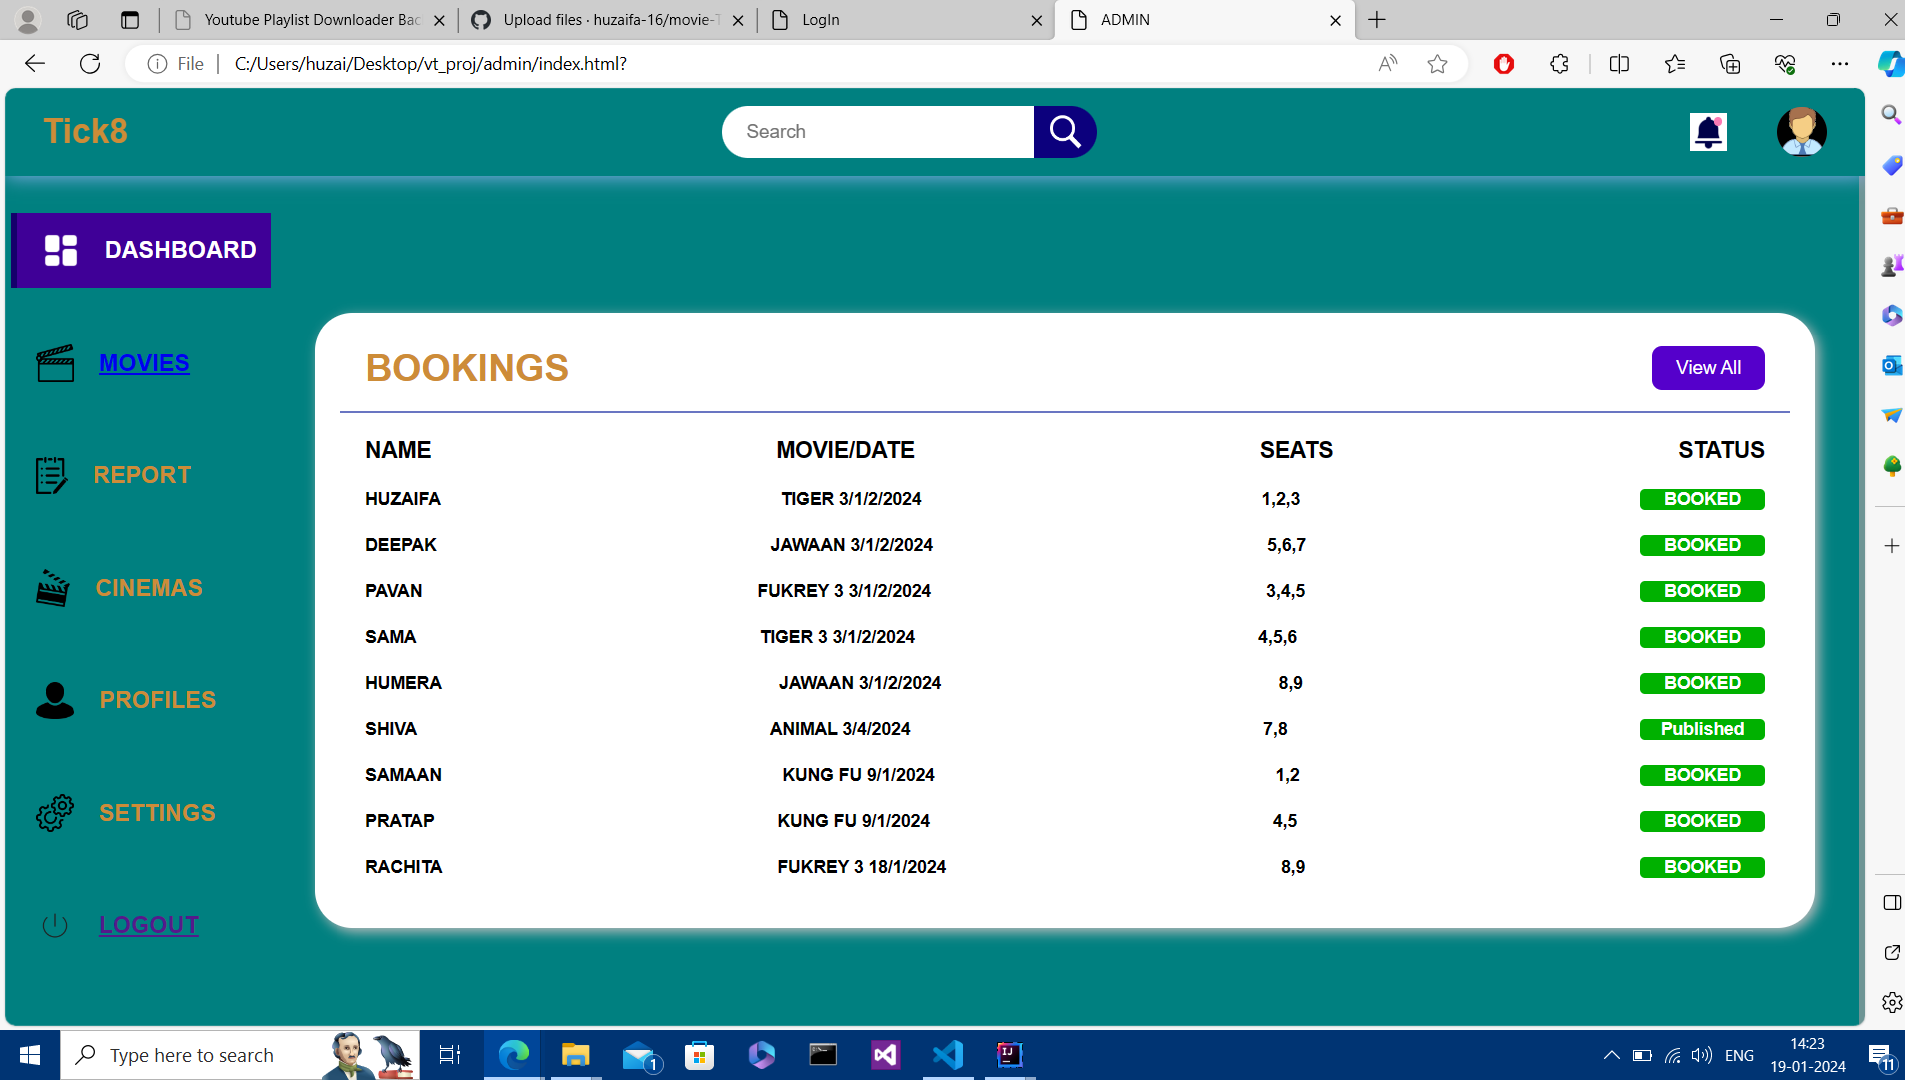 Youtube Playlist Downloader Bac
Upload files · huzaifa-16/movie-T
LogIn
ADMIN
File
C:/Users/huzai/Desktop/vt_proj/admin/index.html?
Tick8
Search
DASHBOARD
MOVIES
REPORT
CINEMAS
PROFILES
SETTINGS
LOGOUT
BOOKINGS
View All
NAME MOVIE/DATE SEATS STATUS
HUZAIFA TIGER 3/1/2/2024 1,2,3 BOOKED
DEEPAK JAWAAN 3/1/2/2024 5,6,7 BOOKED
PAVAN FUKREY 3 3/1/2/2024 3,4,5 BOOKED
SAMA TIGER 3 3/1/2/2024 4,5,6 BOOKED
HUMERA JAWAAN 3/1/2/2024 8,9 BOOKED
SHIVA ANIMAL 3/4/2024 7,8 Published
SAMAAN KUNG FU 9/1/2024 1,2 BOOKED
PRATAP KUNG FU 9/1/2024 4,5 BOOKED
RACHITA FUKREY 3 18/1/2024 8,9 BOOKED
Type here to search
1
IJ
ENG
14:23
19-01-2024
11